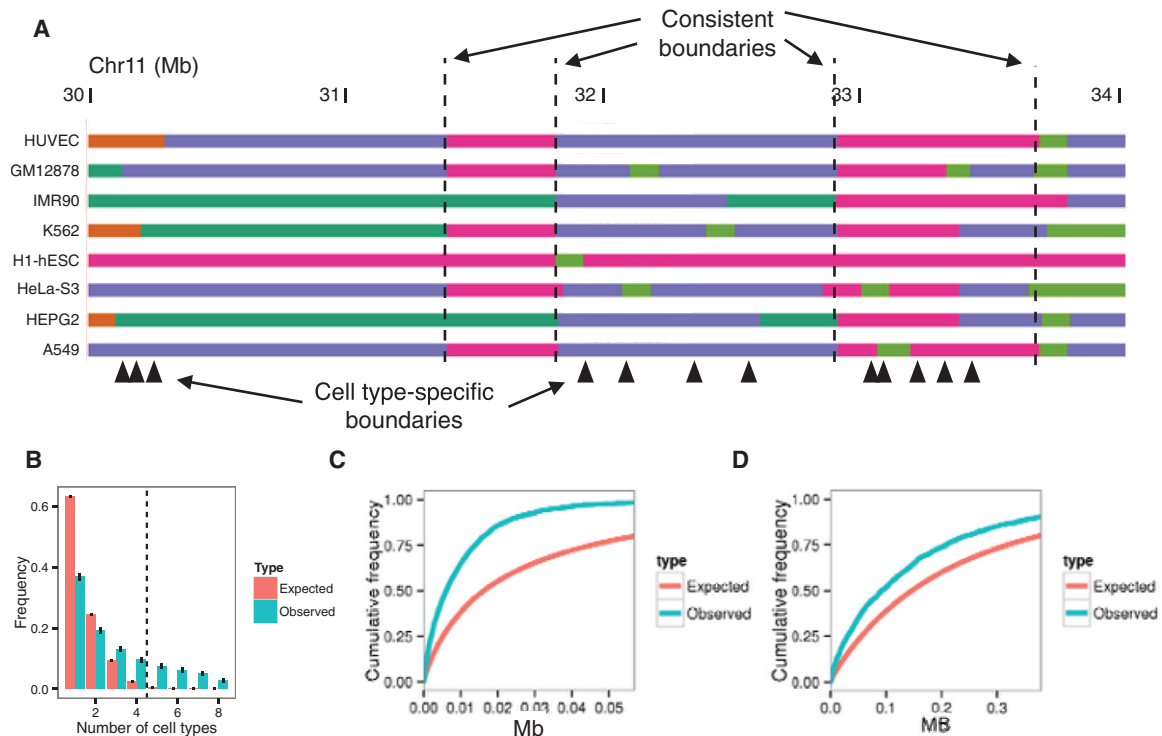 A
Consistent
boundaries
Chr11 (Mb)
30
31
32
33
34
HUVEC
GM12878
IMR90
K562
H1-hESC
HeLa-S3
HEPG2
A549
Cell type-specific
boundaries
B
Frequency
0.6
0.4
0.2
0.0
2
4
6
8
Number of cell types
Type
Expected
Observed
C
Cumulative frequency
1.00
0.75
0.50
0.25
0.00
0.00
0.01
0.02
0.03
0.04
0.05
Mb
type
Expected
Observed
D
Cumulative frequency
1.00
0.75
0.50
0.25
0.00
0.0
0.1
0.2
0.3
MB
type
Expected
Observed